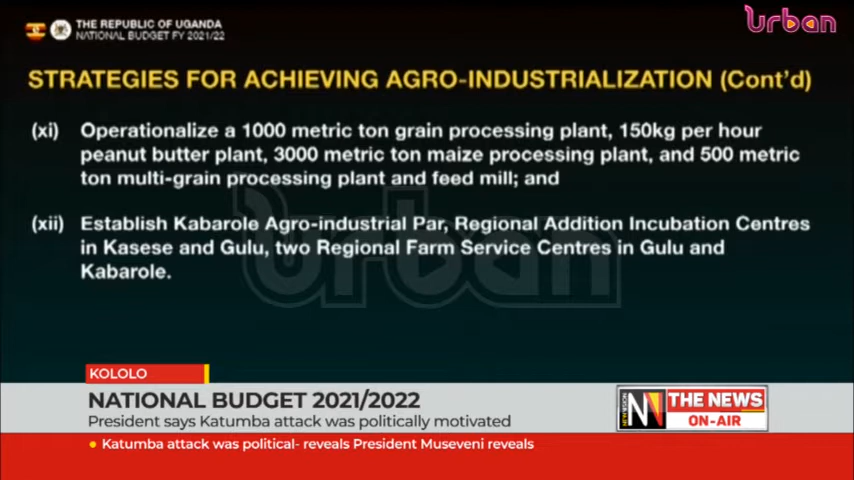 THE REPUBLIC OF UGANDA
NATIONAL BUDGET FY 2021/22
urban
STRATEGIES FOR ACHIEVING AGRO-INDUSTRIALIZATION (Cont'd)
(xi) Operationalize a 1000 metric ton grain processing plant, 150kg per hour
peanut butter plant, 3000 metric ton maize processing plant, and 500 metric
ton multi-grain processing plant and feed mill; and
(xii) Establish Kabarole Agro-industrial Par, Regional Addition Incubation Centres
in Kasese and Gulu, two Regional Farm Service Centres in Gulu and
Kabarole.
urban
KOLOLO
NATIONAL BUDGET 2021/2022
President says Katumba attack was politically motivated
NEW VISION
N
THE NEWS
ON-AIR
Katumba attack was political- reveals President Museveni reveals